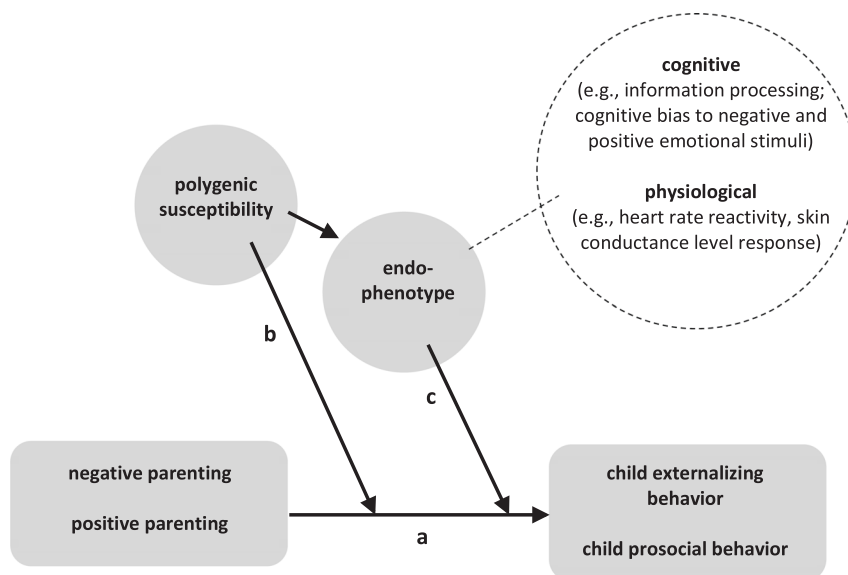 cognitive
(e.g., information processing;
cognitive bias to negative and
positive emotional stimuli)
physiological
(e.g., heart rate reactivity, skin
conductance level response)
polygenic
susceptibility
endo-
phenotype
b
c
negative parenting
positive parenting
a
child externalizing
behavior
child prosocial behavior